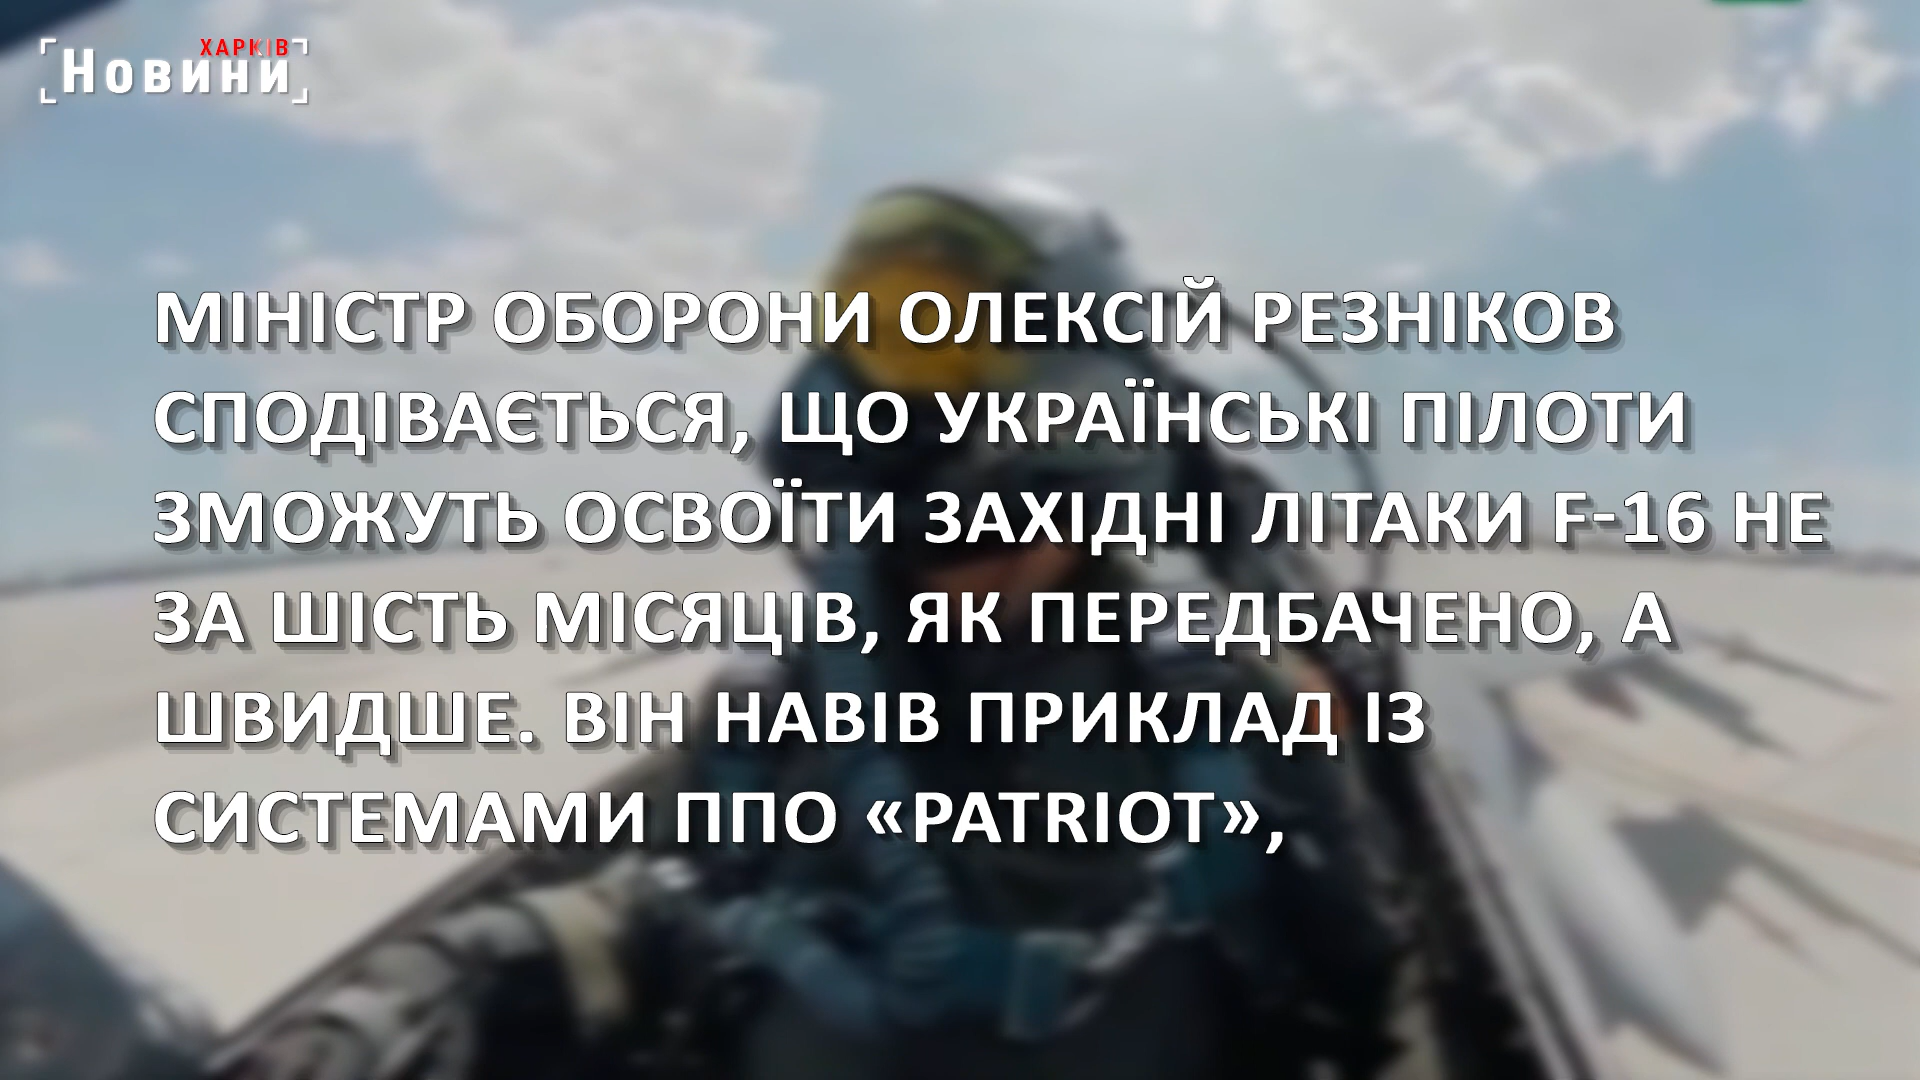 ХАРКІВ
Новини
МІНІСТР ОБОРОНИ ОЛЕКСІЙ РЕЗНІКОВ
СПОДІВАЄТЬСЯ, ЩО УКРАЇНСЬКІ ПІЛОТИ
ЗМОЖУТЬ ОСВОЇТИ ЗАХІДНІ ЛІТАКИ F-16 НЕ
ЗА ШІСТЬ МІСЯЦІВ, ЯК ПЕРЕДБАЧЕНО, А
ШВИДШЕ. ВІН НАВІВ ПРИКЛАД ІЗ
СИСТЕМАМИ ППО «PATRIOT»,